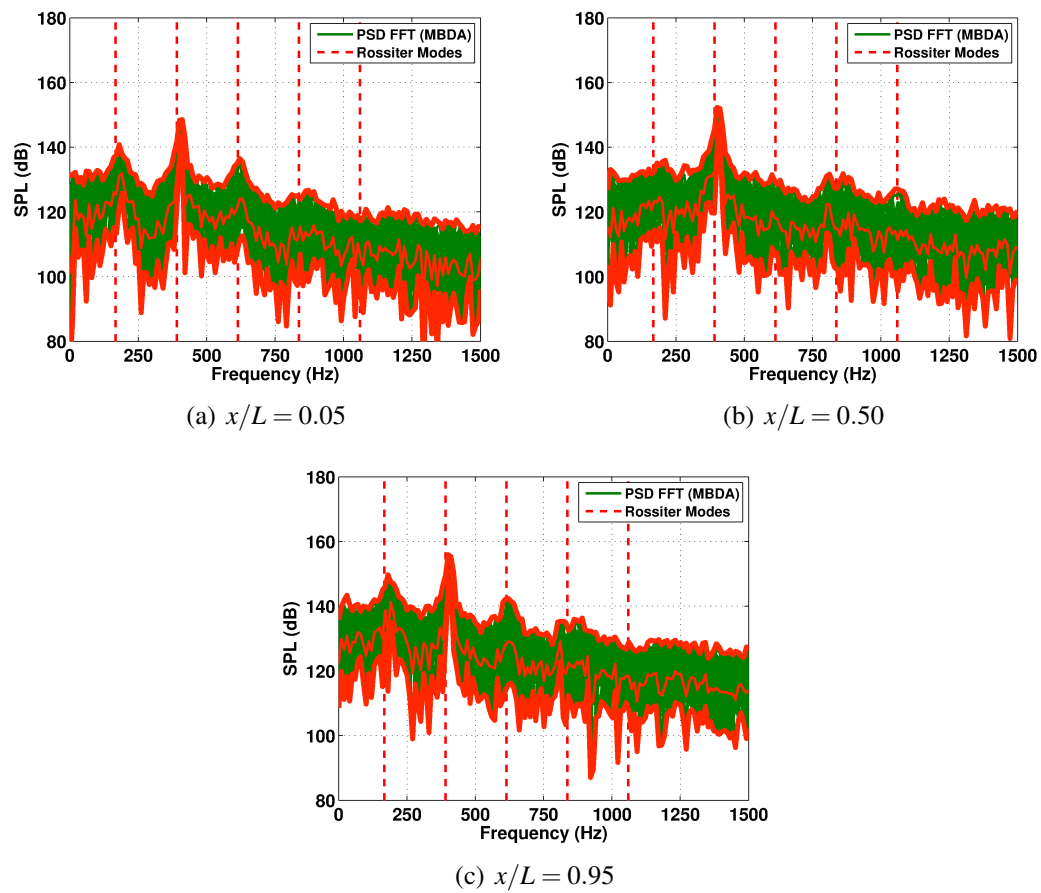 180
160
140
120
100
80
SPL (dB)
PSD FFT (MBDA)
Rossiter Modes
0 250 500 750 1000 1250 1500
Frequency (Hz)
(a) x/L = 0.05
180
160
140
120
100
80
SPL (dB)
PSD FFT (MBDA)
Rossiter Modes
0 250 500 750 1000 1250 1500
Frequency (Hz)
(b) x/L = 0.50
180
160
140
120
100
80
SPL (dB)
PSD FFT (MBDA)
Rossiter Modes
0 250 500 750 1000 1250 1500
Frequency (Hz)
(c) x/L = 0.95